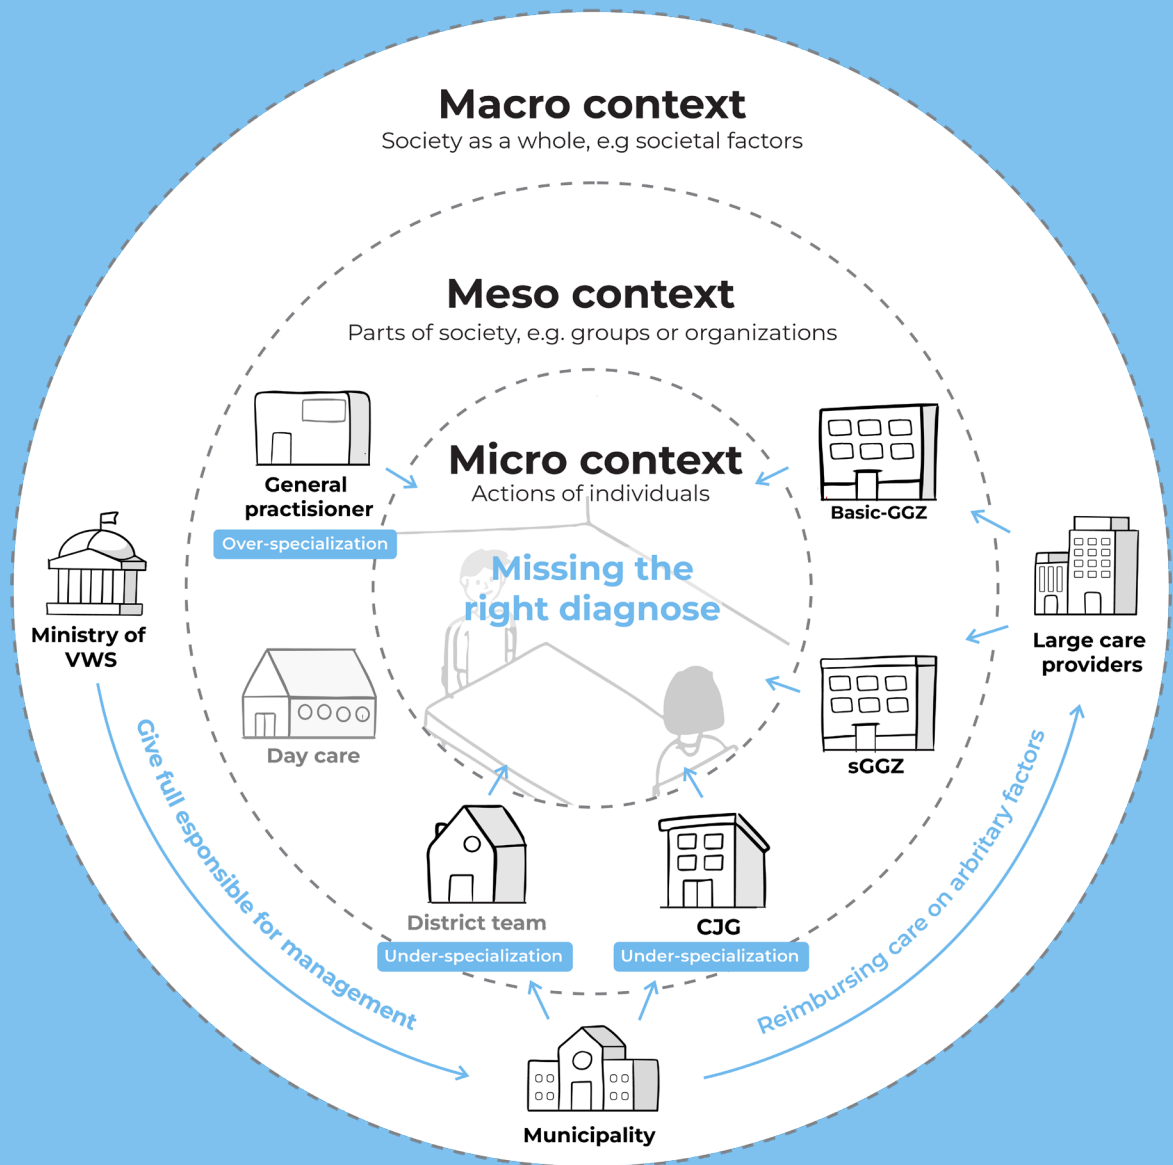 Macro context
Society as a whole, e.g societal factors
Meso context
Parts of society, e.g. groups or organizations
Micro context
Actions of individuals
Missing the
right diagnose
General
practisioner
Over-specialization
Basic-GGZ
Ministry of
VWS
Large care
providers
Day care
sGGZ
District team
Under-specialization
CJG
Under-specialization
Give full esponsible for management
Reimbursing care on arbritary factors
Municipality